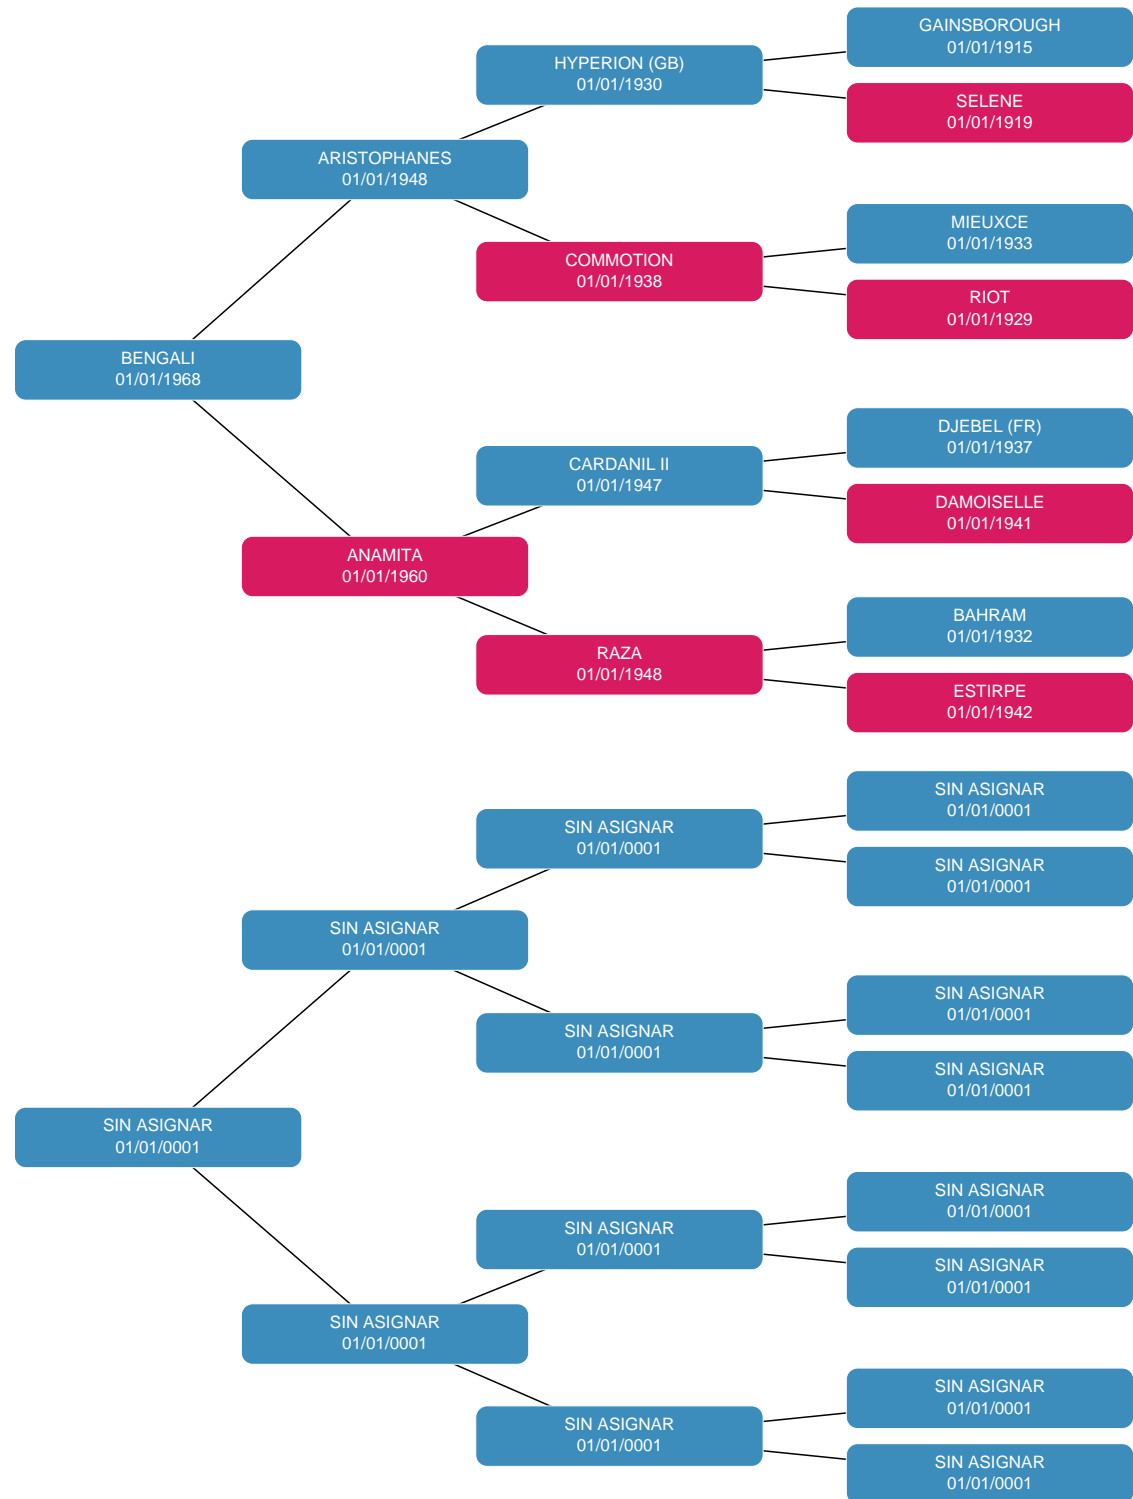 GAINSBOROUGH
01/01/1915
HYPERION (GB)
01/01/1930
SELENE
01/01/1919
ARISTOPHANES
01/01/1948
MIEUXCE
01/01/1933
COMMOTION
01/01/1938
RIOT
01/01/1929
BENGALI
01/01/1968
DJEBEL (FR)
01/01/1937
CARDANIL II
01/01/1947
DAMOISELLE
01/01/1941
ANAMITA
01/01/1960
BAHRAM
01/01/1932
RAZA
01/01/1948
ESTIRPE
01/01/1942
SIN ASIGNAR
01/01/0001
SIN ASIGNAR
01/01/0001
SIN ASIGNAR
01/01/0001
SIN ASIGNAR
01/01/0001
SIN ASIGNAR
01/01/0001
SIN ASIGNAR
01/01/0001
SIN ASIGNAR
01/01/0001
SIN ASIGNAR
01/01/0001
SIN ASIGNAR
01/01/0001
SIN ASIGNAR
01/01/0001
SIN ASIGNAR
01/01/0001
SIN ASIGNAR
01/01/0001
SIN ASIGNAR
01/01/0001
SIN ASIGNAR
01/01/0001
SIN ASIGNAR
01/01/0001